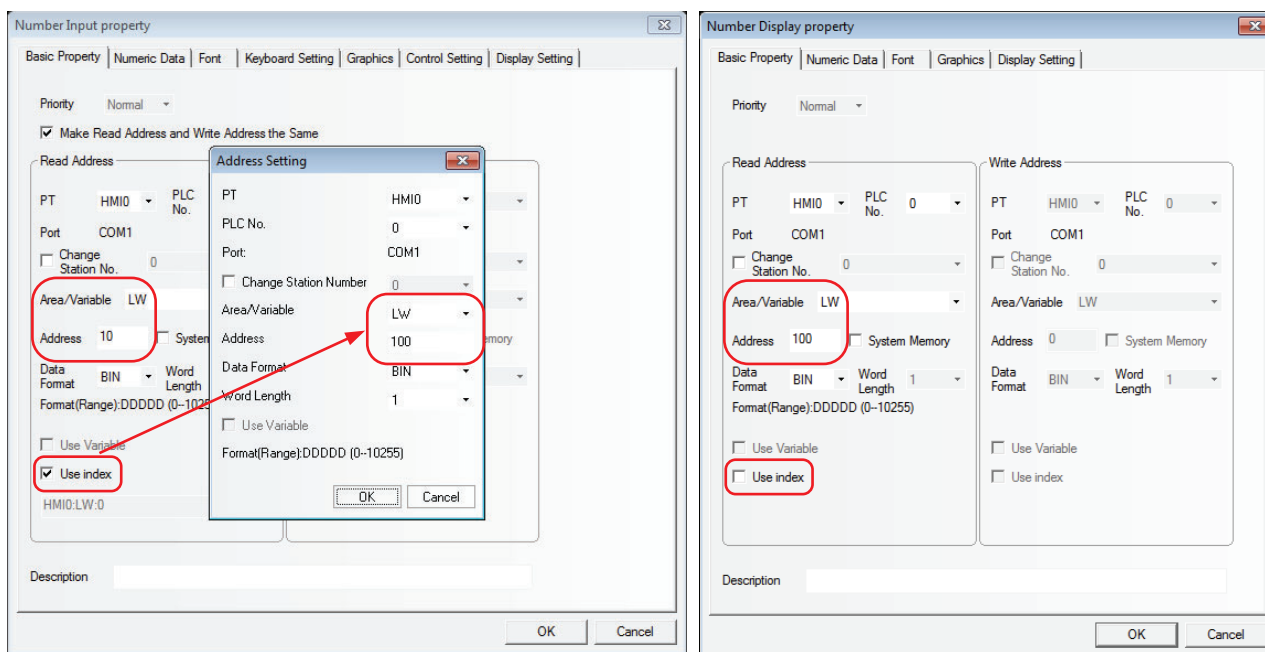 Number Input property
Basic Property Numeric Data Font Keyboard Setting Graphics Control Setting Display Setting
Priority Normal
Make Read Address and Write Address the Same
Read Address
PT HMI0 PLC No.
Port COM1
Change Station No. 0
Area/Variable LW
Address 10 System
Data Format BIN Word Length
Format(Range):DDDDD (0--10255)
Use Variable
Use index
HMI0:LW:0
Description
OK Cancel
Address Setting
PT HMI0
PLC No. 0
Port: COM1
Change Station Number 0
Area/Variable LW
Address 100
Data Format BIN
Word Length 1
Use Variable
Format(Range):DDDDD (0--10255)
OK Cancel
emory
Number Display property
Basic Property Numeric Data Font Graphics Display Setting
Priority Normal
Read Address
PT HMI0 PLC No. 0
Port COM1
Change Station No. 0
Area/Variable LW
Address 100 System Memory
Data Format BIN Word Length 1
Format(Range):DDDDD (0--10255)
Use Variable
Use index
Write Address
PT HMI0 PLC No. 0
Port COM1
Change Station No. 0
Area/Variable LW
Address 0 System Memory
Data Format BIN Word Length 1
Use Variable
Use index
Description
OK Cancel